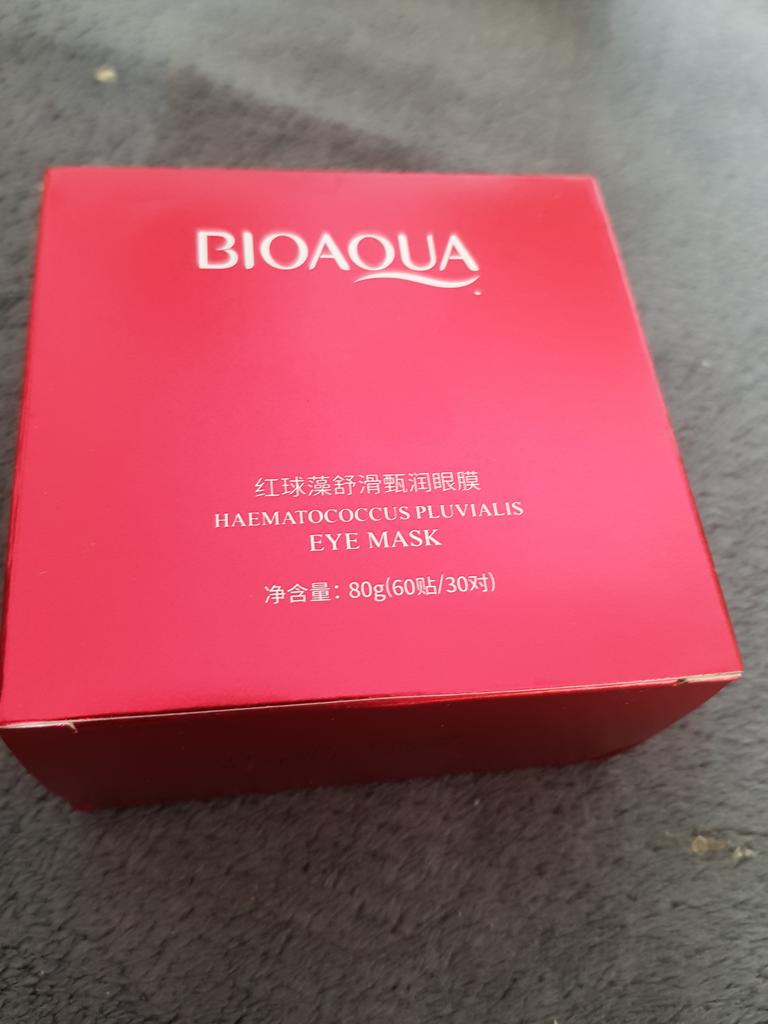 BIOAQUA
红球藻舒滑甄润眼膜
HAEMATOCOCCUS PLUVIALIS
EYE MASK
净含量：80g(60贴/30对)